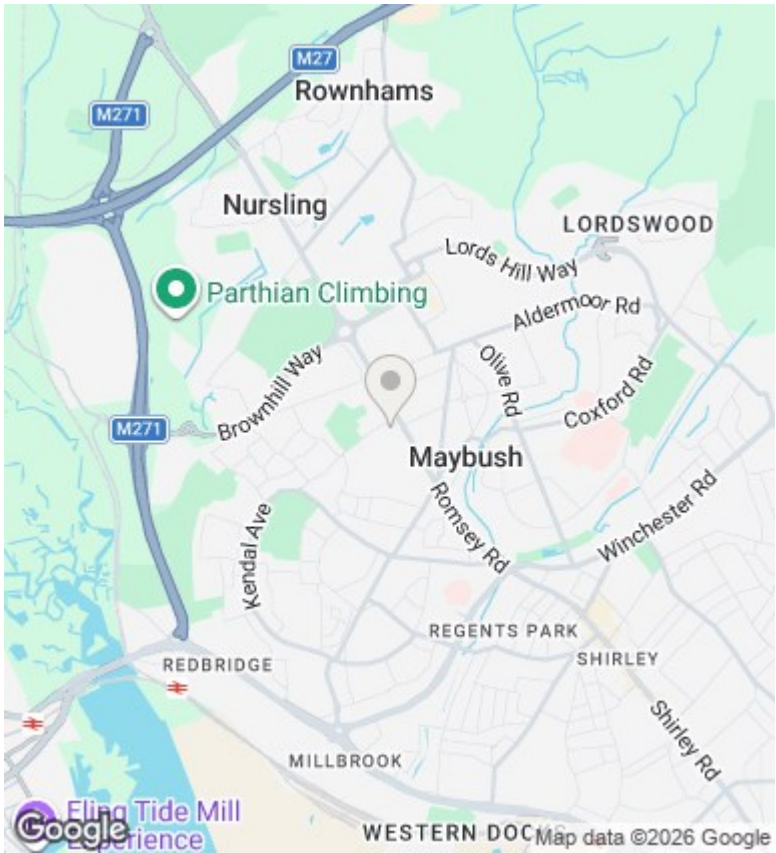 M27
Rownhams
M271
Nursling
LORDSWOOD
Lords Hill Way
Parthian Climbing
Aldermoor Rd
Olive Rd
Brownhill Way
Coxford Rd
M271
Maybush
Winchester Rd
Romsey Rd
Kendal Ave
REGENTS PARK
REDBRIDGE
SHIRLEY
Shirley Rd
MILLBROOK
Eling Tide Mill
Experience
Google
WESTERN DOCKS
Map data ©2026 Google